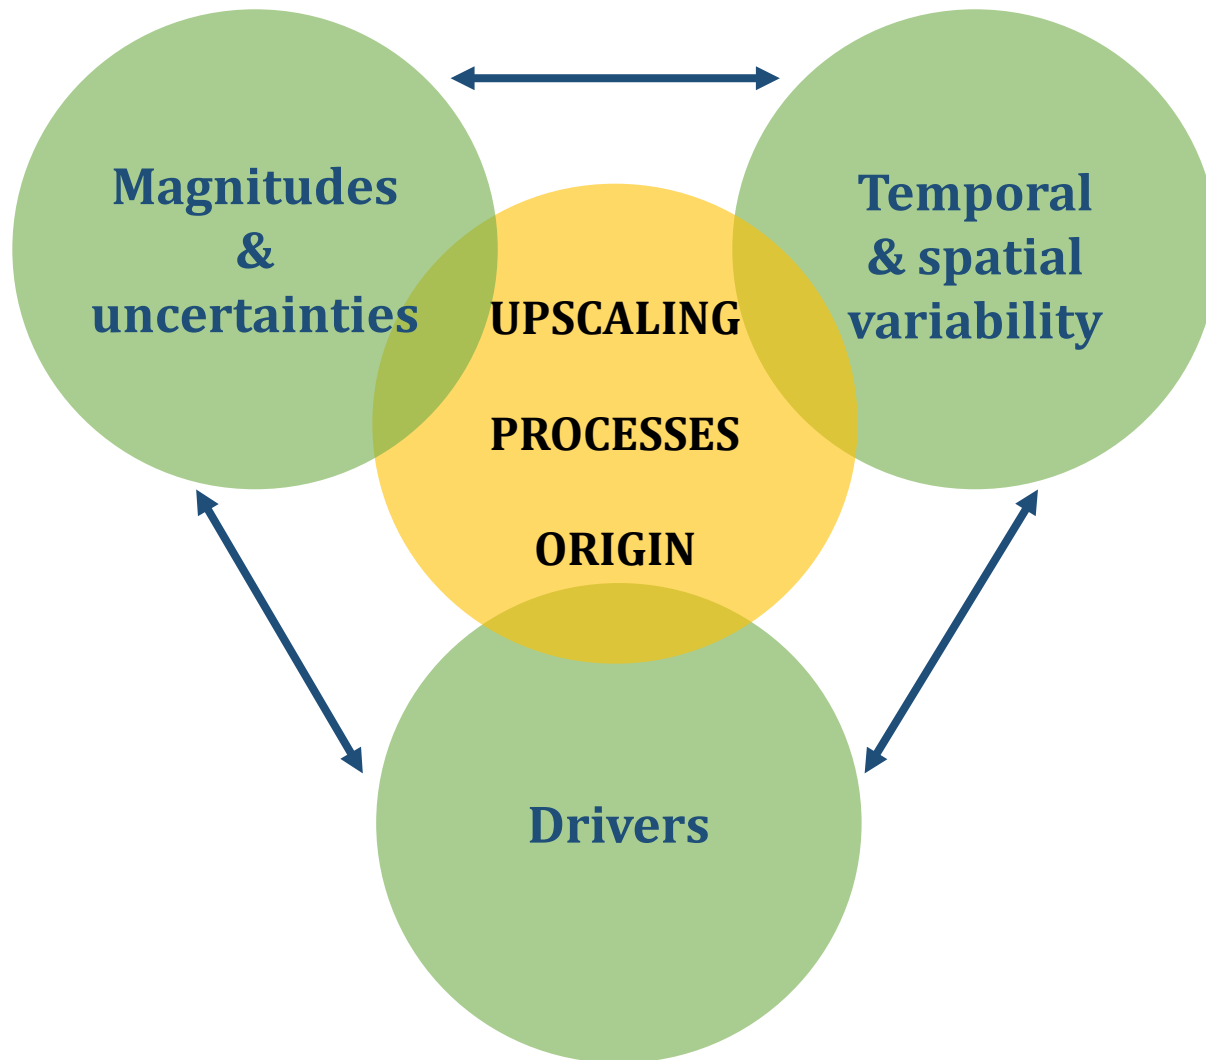 Magnitudes
&
uncertainties
Temporal
& spatial
variability
UPSCALING
PROCESSES
ORIGIN
Drivers